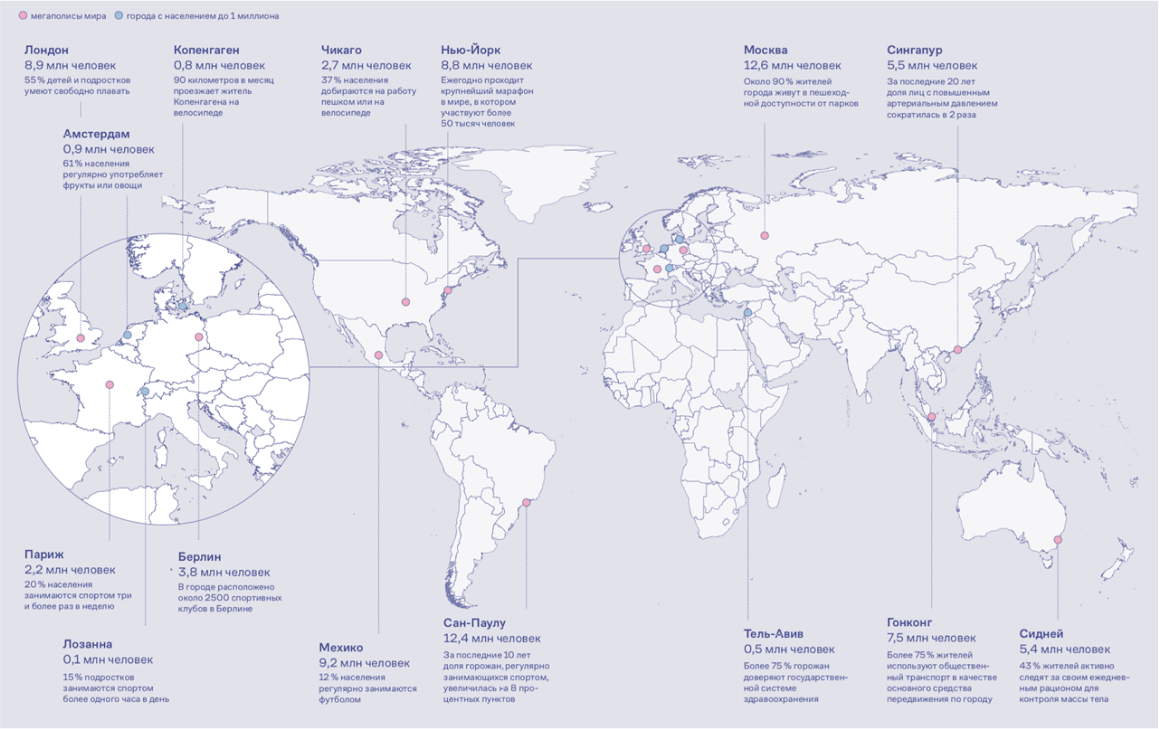 мегаполисы мира
города с населением до 1 миллиона
Лондон
8,9 млн человек
55 % детей и подростков
умеют свободно плавать
Копенгаген
0,8 млн человек
90 километров в месяц
проезжает житель
Копенгагена на
велосипеде
Чикаго
2,7 млн человек
37 % населения
добираются на работу
пешком или на
велосипеде
Нью-Йорк
8,8 млн человек
Ежегодно проходит
крупнейший марафон
в мире, в котором
участвуют более
50 тысяч человек
Москва
12,6 млн человек
Около 90 % жителей
города живут в пешеход-
ной доступности от парков
Сингапур
5,5 млн человек
За последние 20 лет
доля лиц с повышенным
артериальным давлением
сократилась в 2 раза
Амстердам
0,9 млн человек
61 % населения
регулярно употребляет
фрукты или овощи
Париж
2,2 млн человек
20 % населения
занимаются спортом три
и более раз в неделю
Берлин
3,8 млн человек
В городе расположено
около 2500 спортивных
клубов в Берлине
Лозанна
0,1 млн человек
15 % подростков
занимаются спортом
более одного часа в день
Мехико
9,2 млн человек
12 % населения
регулярно занимаются
футболом
Сан-Паулу
12,4 млн человек
За последние 10 лет
доля горожан, регулярно
занимающихся спортом,
увеличилась на 8 про-
центных пунктов
Тель-Авив
0,5 млн человек
Более 75 % горожан
доверяют государствен-
ной системе
здравоохранения
Гонконг
7,5 млн человек
Более 75 % жителей
используют обществен-
ный транспорт в качестве
основного средства
передвижения по городу
Сидней
5,4 млн человек
43 % жителей активно
следят за своим ежеднев-
ным рационом для
контроля массы тела